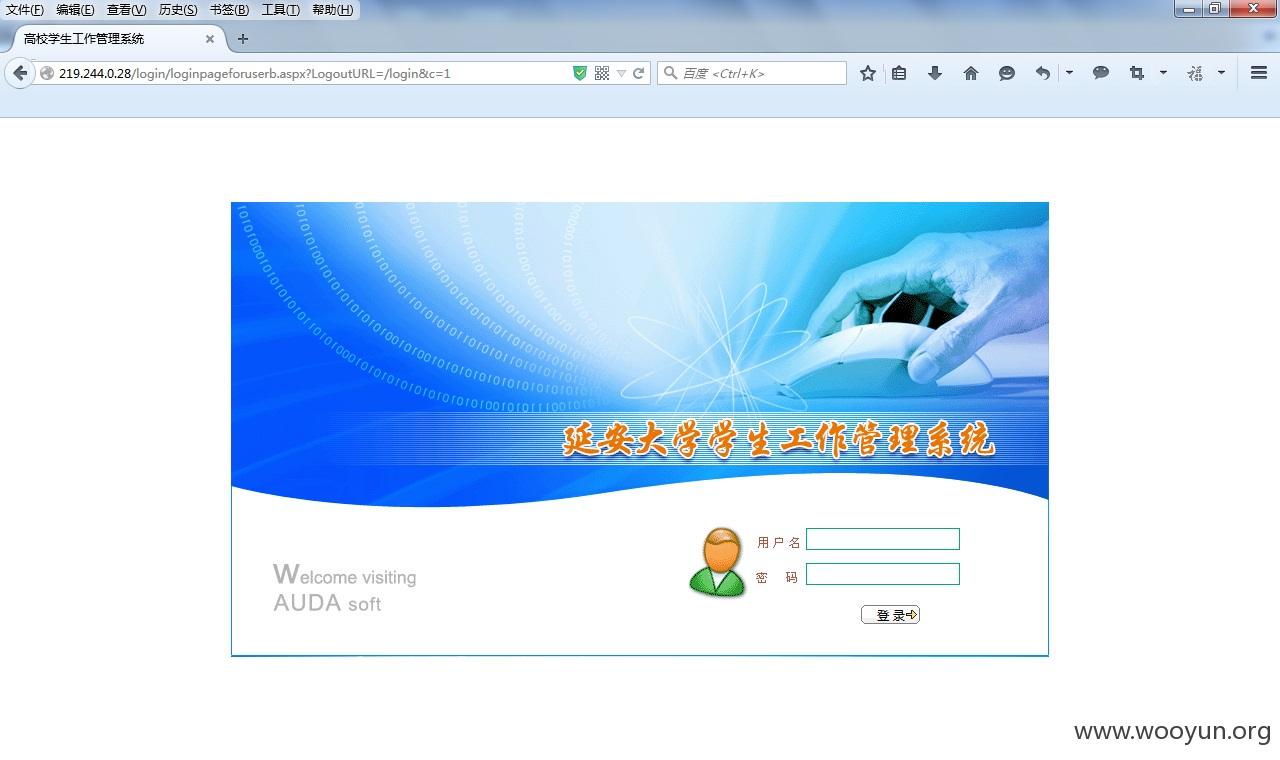 文件(F) 编辑(E) 查看(V) 历史(S) 书签(B) 工具(T) 帮助(H)
高校学生工作管理系统
219.244.0.28/login/loginpageforuserb.aspx?LogoutURL=/login&c=1
百度 <Ctrl+K>
延安大学学生工作管理系统
用户名
Welcome visiting
密 码
AUDA soft
登录
www.wooyun.org